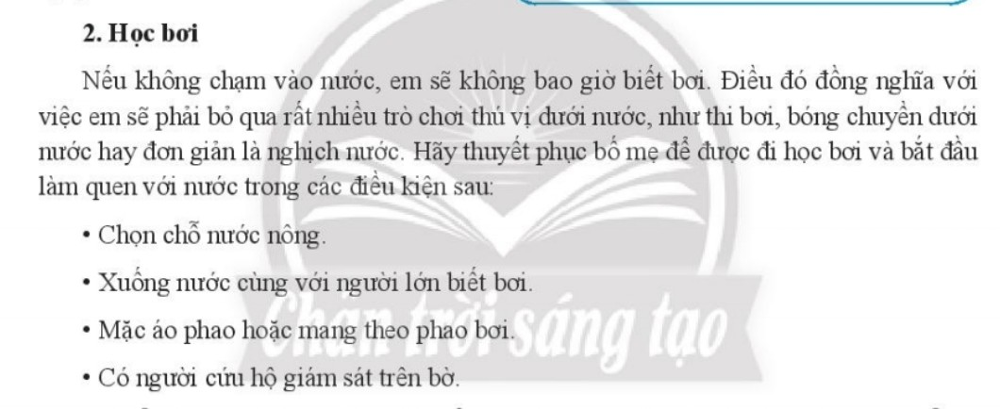 2. Học bơi
Nếu không chạm vào nước, em sẽ không bao giờ biết bơi. Điều đó đồng nghĩa với
việc em sẽ phải bỏ qua rất nhiều trò chơi thú vị dưới nước, như thi bơi, bóng chuyền dưới
nước hay đơn giản là nghịch nước. Hãy thuyết phục bố mẹ để được đi học bơi và bắt đầu
làm quen với nước trong các điều kiện sau:
• Chọn chỗ nước nông.
• Xuống nước cùng với người lớn biết bơi.
• Mặc áo phao hoặc mang theo phao bơi.
• Có người cứu hộ giám sát trên bờ.
Chân trời sáng tạo